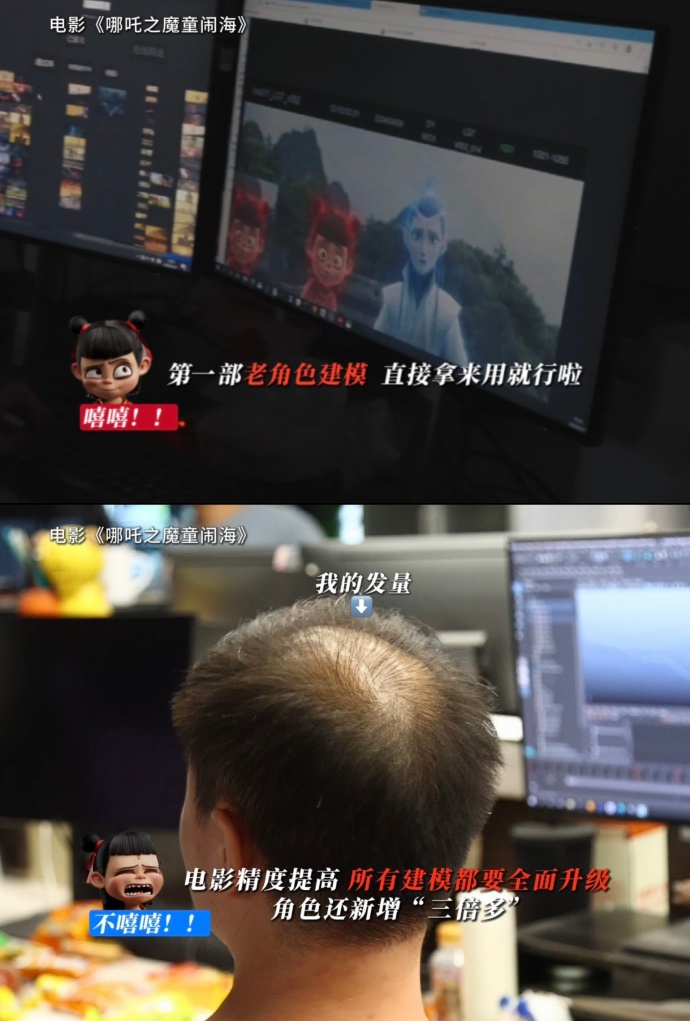 电影《哪吒之魔童闹海》
第一部老角色建模 直接拿来用就行啦
嘻嘻！！
电影《哪吒之魔童闹海》
我的发量
电影精度提高 所有建模都要全面升级
角色还新增“三倍多”
不嘻嘻！！